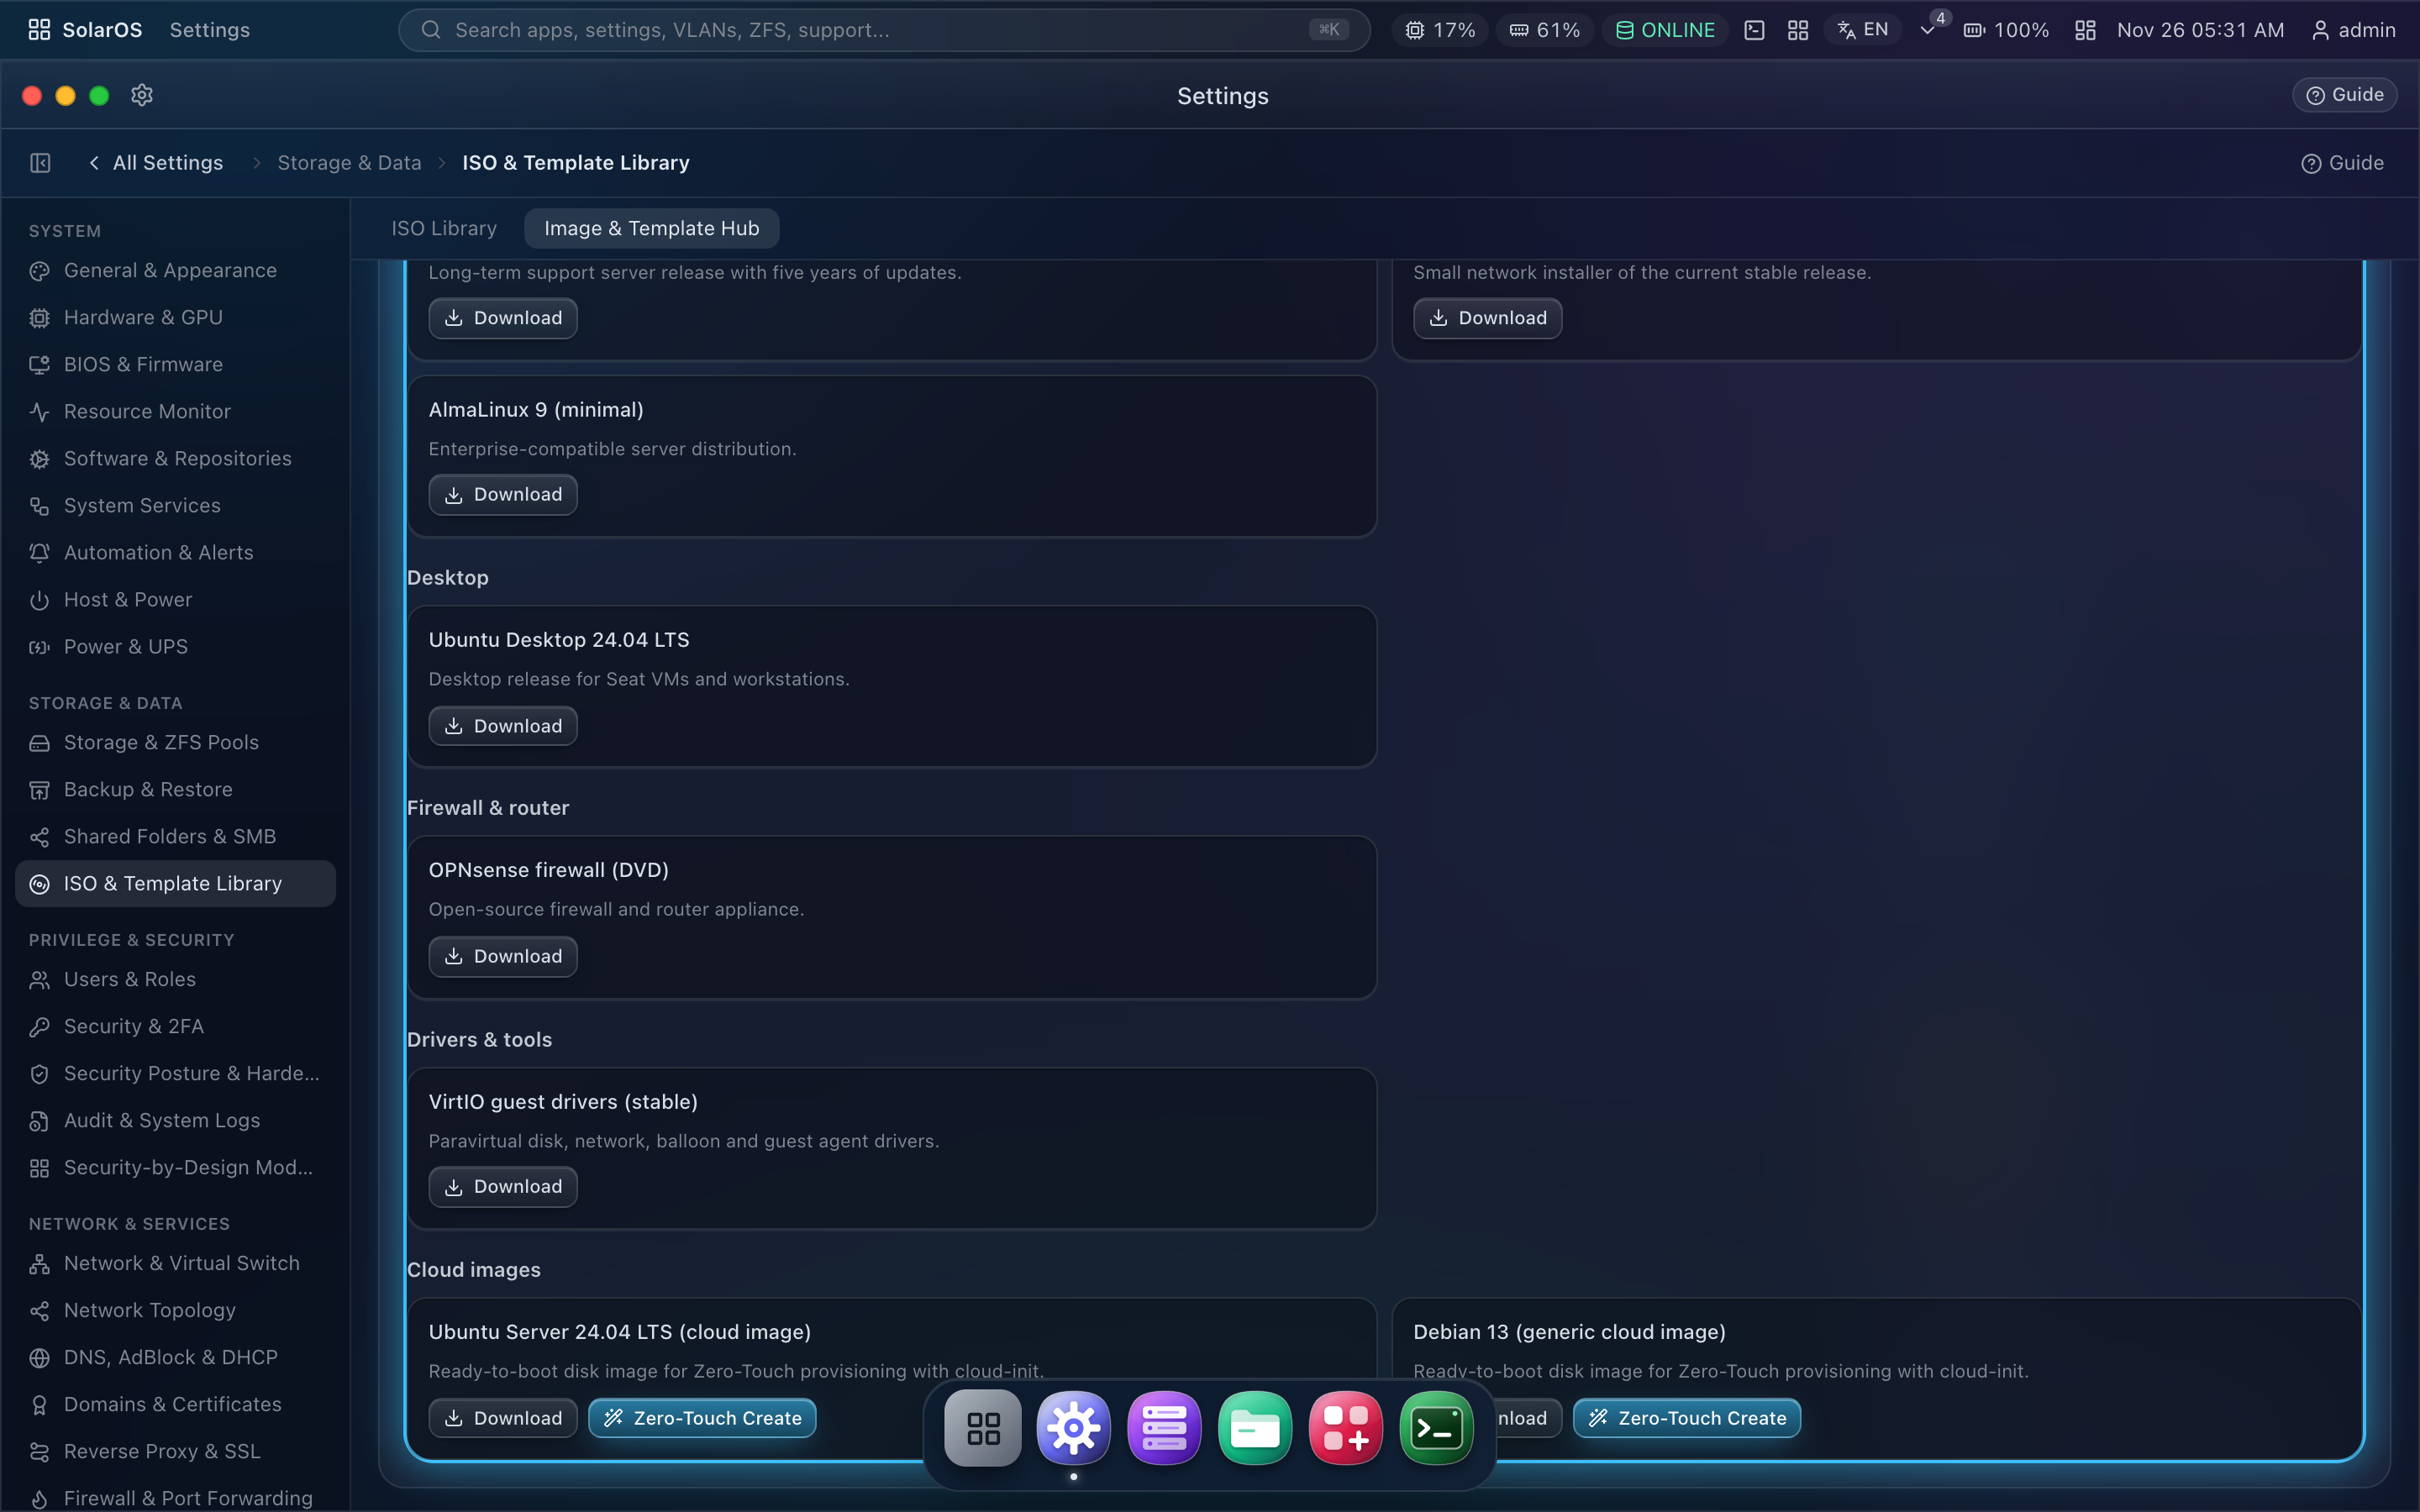 SolarOS Settings Search apps, settings, VLANs, ZFS, support... ⌘K 17% 61% ONLINE EN 4 100% Nov 26 05:31 AM admin
Settings Guide
All Settings Storage & Data ISO & Template Library Guide
ISO Library Image & Template Hub
SYSTEM
General & Appearance
Hardware & GPU
BIOS & Firmware
Resource Monitor
Software & Repositories
System Services
Automation & Alerts
Host & Power
Power & UPS
STORAGE & DATA
Storage & ZFS Pools
Backup & Restore
Shared Folders & SMB
ISO & Template Library
PRIVILEGE & SECURITY
Users & Roles
Security & 2FA
Security Posture & Harde...
Audit & System Logs
Security-by-Design Mod...
NETWORK & SERVICES
Network & Virtual Switch
Network Topology
DNS, AdBlock & DHCP
Domains & Certificates
Reverse Proxy & SSL
Firewall & Port Forwarding
Long-term support server release with five years of updates.
Download
Small network installer of the current stable release.
Download
AlmaLinux 9 (minimal)
Enterprise-compatible server distribution.
Download
Desktop
Ubuntu Desktop 24.04 LTS
Desktop release for Seat VMs and workstations.
Download
Firewall & router
OPNsense firewall (DVD)
Open-source firewall and router appliance.
Download
Drivers & tools
VirtIO guest drivers (stable)
Paravirtual disk, network, balloon and guest agent drivers.
Download
Cloud images
Ubuntu Server 24.04 LTS (cloud image)
Ready-to-boot disk image for Zero-Touch provisioning with cloud-init.
Download Zero-Touch Create
Debian 13 (generic cloud image)
Ready-to-boot disk image for Zero-Touch provisioning with cloud-init.
nload Zero-Touch Create